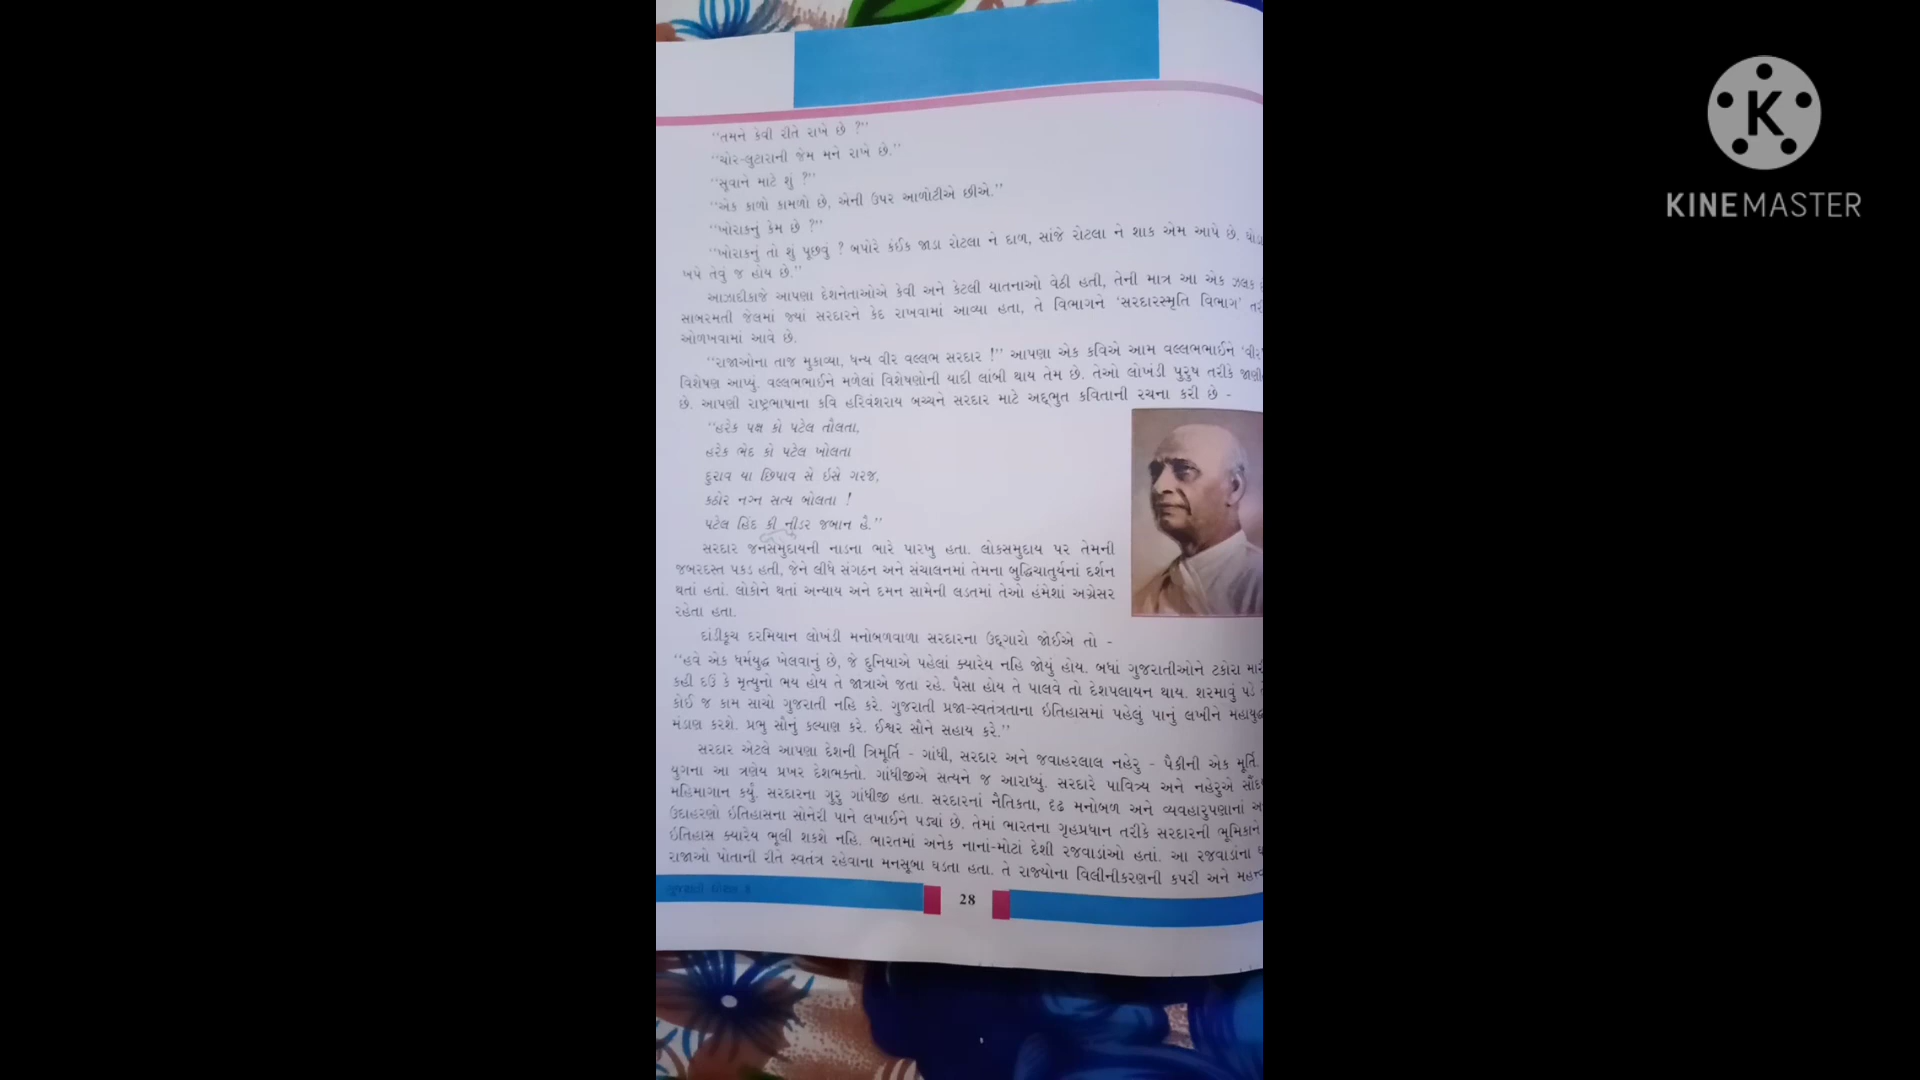 “તમને કેવી રીતે રાખે છે ?”
“ચોર-લુટારાની જેમ મને રાખે છે.”
“સૂવાને માટે શું ?”
“એક કાળો કામળો છે, એની ઉપર આળોટીએ છીએ.”
“ખોરાકનું કેમ છે ?”
“ખોરાકનું તો શું પૂછવું ? બપોરે કંઈક જાડા રોટલા ને દાળ, સાંજે રોટલા ને શાક એમ આપે છે.
ખપે તેવું જ હોય છે.”
આઝાદીકાજે આપણા દેશનેતાઓએ કેવી અને કેટલી યાતનાઓ વેઠી હતી, તેની માત્ર આ એક ઝલક
સાબરમતી જેલમાં જ્યાં સરદારને કેદ રાખવામાં આવ્યા હતા, તે વિભાગને ‘સરદારસ્મૃતિ વિભાગ’
ઓળખવામાં આવે છે.
“રાજાઓના તાજ મુકાવ્યા, ધન્ય વીર વલ્લભ સરદાર !” આપણા એક કવિએ આમ વલ્લભભાઈને ‘વીર’
વિશેષણ આપ્યું. વલ્લભભાઈને મળેલાં વિશેષણોની યાદી લાંબી થાય તેમ છે. તેઓ લોખંડી પુરુષ તરીકે
છે. આપણી રાષ્ટ્રભાષાના કવિ હરિવંશરાય બચ્ચને સરદાર માટે અદ્ભુત કવિતાની રચના કરી છે -
“હરેક પક્ષ કો પટેલ તૌલતા,
હરેક ભેદ કો પટેલ ખોલતા
દુરાવ યા છિપાવ સે ઇસે ગરજ,
કઠોર નગ્ન સત્ય બોલતા !
પટેલ હિંદ કી નીડર જબાન હૈ.”
સરદાર જનસમુદાયની નાડના ભારે પારખુ હતા. લોકસમુદાય પર તેમની
જબરદસ્ત પકડ હતી, જેને લીધે સંગઠન અને સંચાલનમાં તેમના બુદ્ધિચાતુર્યનાં દર્શન
થતાં હતાં. લોકોને થતાં અન્યાય અને દમન સામેની લડતમાં તેઓ હંમેશાં અગ્રેસર
રહેતા હતા.
દાંડીકૂચ દરમિયાન લોખંડી મનોબળવાળા સરદારના ઉદ્ગારો જોઈએ તો -
“હવે એક ધર્મયુદ્ધ ખેલવાનું છે, જે દુનિયાએ પહેલાં ક્યારેય નહિ જોયું હોય. બધાં ગુજરાતીઓને ટકોરા
કહી દઉં કે મૃત્યુનો ભય હોય તે જાત્રાએ જતા રહે. પૈસા હોય તે પાલવે તો દેશપલાયન થાય. શરમાવું પડે
કોઈ જ કામ સાચો ગુજરાતી નહિ કરે. ગુજરાતી પ્રજા-સ્વતંત્રતાના ઇતિહાસમાં પહેલું પાનું લખીને
મંડાણ કરશે. પ્રભુ સૌનું કલ્યાણ કરે. ઈશ્વર સૌને સહાય કરે.”
સરદાર એટલે આપણા દેશની ત્રિમૂર્તિ - ગાંધી, સરદાર અને જવાહરલાલ નહેરુ - પૈકીની એક મૂર્તિ.
યુગના આ ત્રણેય પ્રખર દેશભક્તો. ગાંધીજીએ સત્યને જ આરાધ્યું. સરદારે પાવિત્ર્ય અને નહેરુએ
મહિમાગાન કર્યું. સરદારના ગુરુ ગાંધીજી હતા. સરદારનાં નૈતિકતા, દૃઢ મનોબળ અને વ્યવહારુપણાનાં
ઉદાહરણો ઇતિહાસના સોનેરી પાને લખાઈને પડ્યાં છે. તેમાં ભારતના ગૃહપ્રધાન તરીકે સરદારની ભૂમિકાને
ઇતિહાસ ક્યારેય ભૂલી શકશે નહિ. ભારતમાં અનેક નાનાં-મોટાં દેશી રજવાડાંઓ હતાં. આ રજવાડાંના
રાજાઓ પોતાની રીતે સ્વતંત્ર રહેવાના મનસૂબા ઘડતા હતા. તે રાજ્યોના વિલીનીકરણની કપરી અને
28
K
KINEMASTER